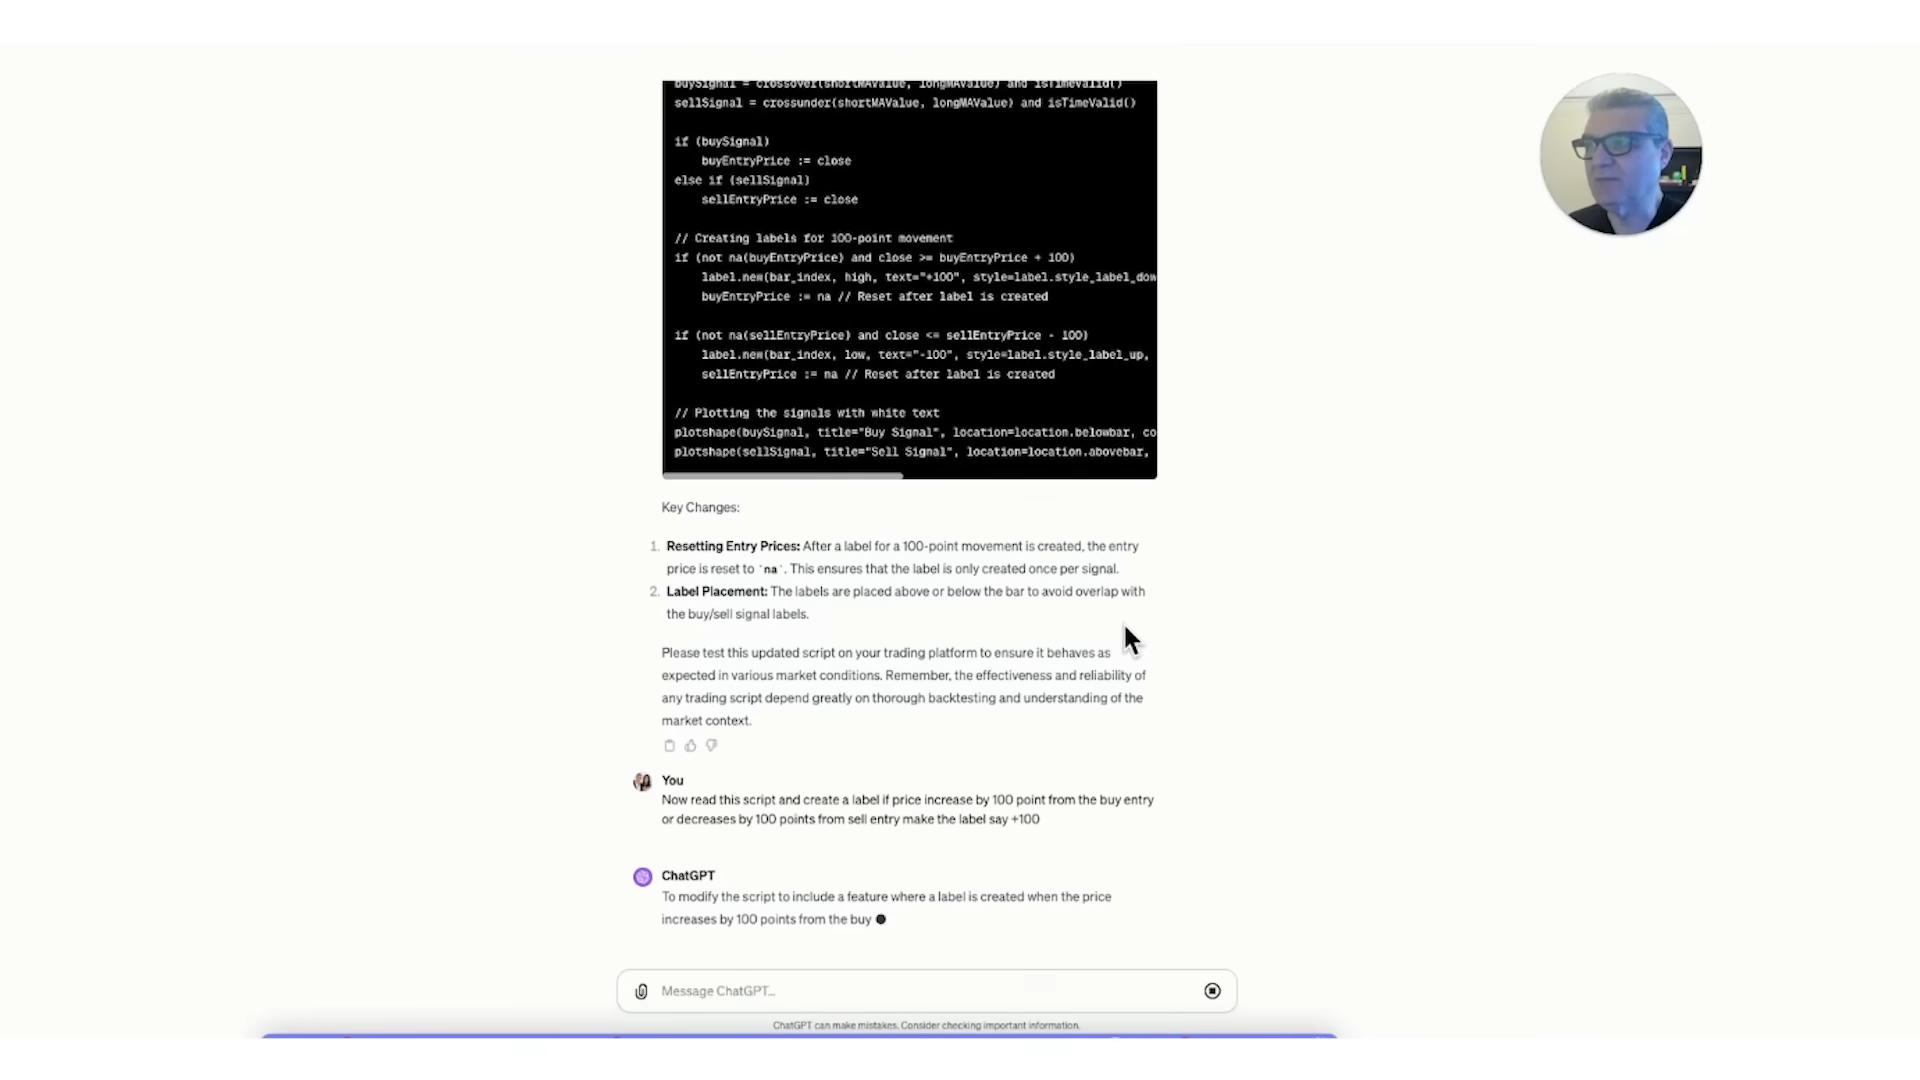 buySignal = crossover(shortMAValue, longMAValue) and isTimeValid()
sellSignal = crossunder(shortMAValue, longMAValue) and isTimeValid()
if (buySignal)
buyEntryPrice := close
else if (sellSignal)
sellEntryPrice := close
// Creating labels for 100-point movement
if (not na(buyEntryPrice) and close >= buyEntryPrice + 100)
label.new(bar_index, high, text="+100", style=label.style_label_dow
buyEntryPrice := na // Reset after label is created
if (not na(sellEntryPrice) and close <= sellEntryPrice - 100)
label.new(bar_index, low, text="-100", style=label.style_label_up,
sellEntryPrice := na // Reset after label is created
// Plotting the signals with white text
plotshape(buySignal, title="Buy Signal", location=location.belowbar, co
plotshape(sellSignal, title="Sell Signal", location=location.abovebar,
Key Changes:
1. Resetting Entry Prices: After a label for a 100-point movement is created, the entry
price is reset to `na`. This ensures that the label is only created once per signal.
2. Label Placement: The labels are placed above or below the bar to avoid overlap with
the buy/sell signal labels.
Please test this updated script on your trading platform to ensure it behaves as
expected in various market conditions. Remember, the effectiveness and reliability of
any trading script depend greatly on thorough backtesting and understanding of the
market context.
You
Now read this script and create a label if price increase by 100 point from the buy entry
or decreases by 100 points from sell entry make the label say +100
ChatGPT
To modify the script to include a feature where a label is created when the price
increases by 100 points from the buy
Message ChatGPT...
ChatGPT can make mistakes. Consider checking important information.